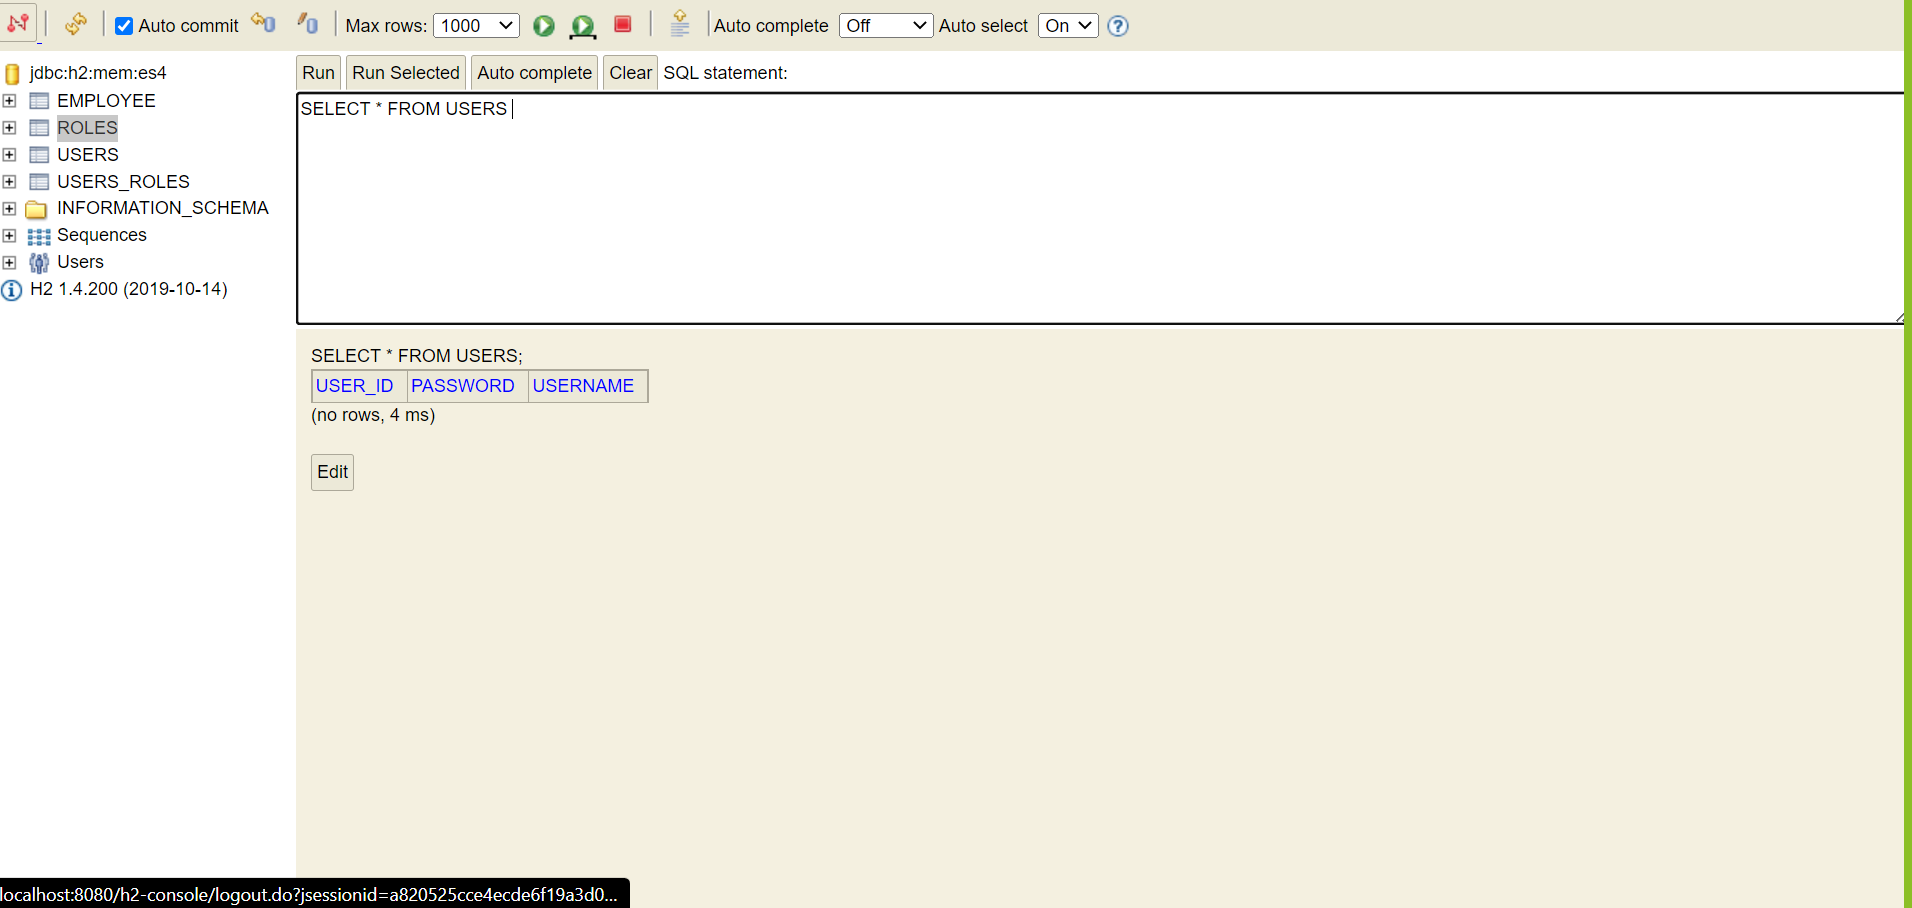 Auto commit Max rows: 1000 Auto complete Off Auto select On ?
jdbc:h2:mem:es4
EMPLOYEE
ROLES
USERS
USERS_ROLES
INFORMATION_SCHEMA
Sequences
Users
H2 1.4.200 (2019-10-14)
Run Run Selected Auto complete Clear SQL statement:
SELECT * FROM USERS
SELECT * FROM USERS;
USER_ID PASSWORD USERNAME
(no rows, 4 ms)
Edit
localhost:8080/h2-console/logout.do?jsessionid=a820525cce4ecde6f19a3d0...